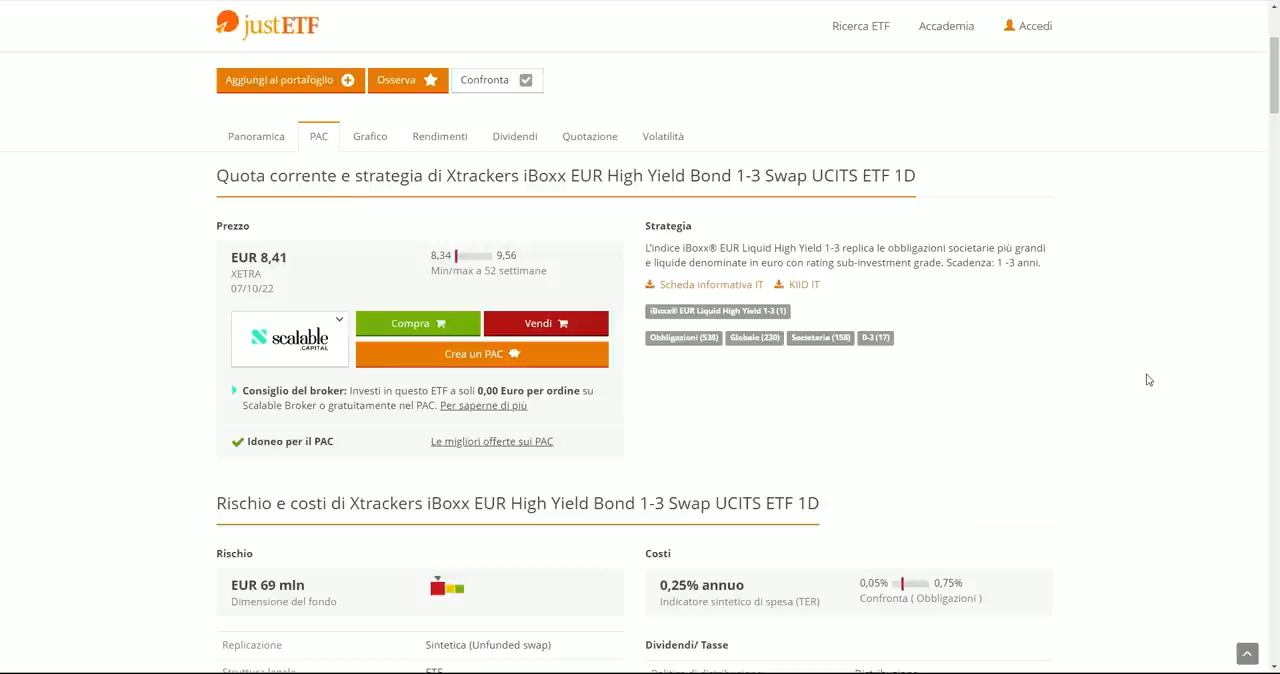 justETF
Ricerca ETF
Accademia
Accedi
Aggiungi al portafoglio
Osserva
Confronta
Panoramica
PAC
Grafico
Rendimenti
Dividendi
Quotazione
Volatilità
Quota corrente e strategia di Xtrackers iBoxx EUR High Yield Bond 1-3 Swap UCITS ETF 1D
Prezzo
EUR 8,41
XETRA
07/10/22
8,34
9,56
Min/max a 52 settimane
scalable
.CAPITAL
Compra
Vendi
Crea un PAC
Consiglio del broker: Investi in questo ETF a soli 0,00 Euro per ordine su
Scalable Broker o gratuitamente nel PAC. Per saperne di più
Idoneo per il PAC
Le migliori offerte sui PAC
Strategia
L'indice iBoxx® EUR Liquid High Yield 1-3 replica le obbligazioni societarie più grandi
e liquide denominate in euro con rating sub-investment grade. Scadenza: 1 -3 anni.
Scheda informativa IT
KIID IT
iBoxx® EUR Liquid High Yield 1-3 (1)
Obbligazioni (538)
Globale (230)
Societaria (158)
0-3 (17)
Rischio e costi di Xtrackers iBoxx EUR High Yield Bond 1-3 Swap UCITS ETF 1D
Rischio
EUR 69 mln
Dimensione del fondo
Replicazione
Sintetica (Unfunded swap)
Struttura legale
ETF
Costi
0,25% annuo
Indicatore sintetico di spesa (TER)
0,05%
0,75%
Confronta ( Obbligazioni )
Dividendi/ Tasse
Politica di distribuzione
Distribuzione